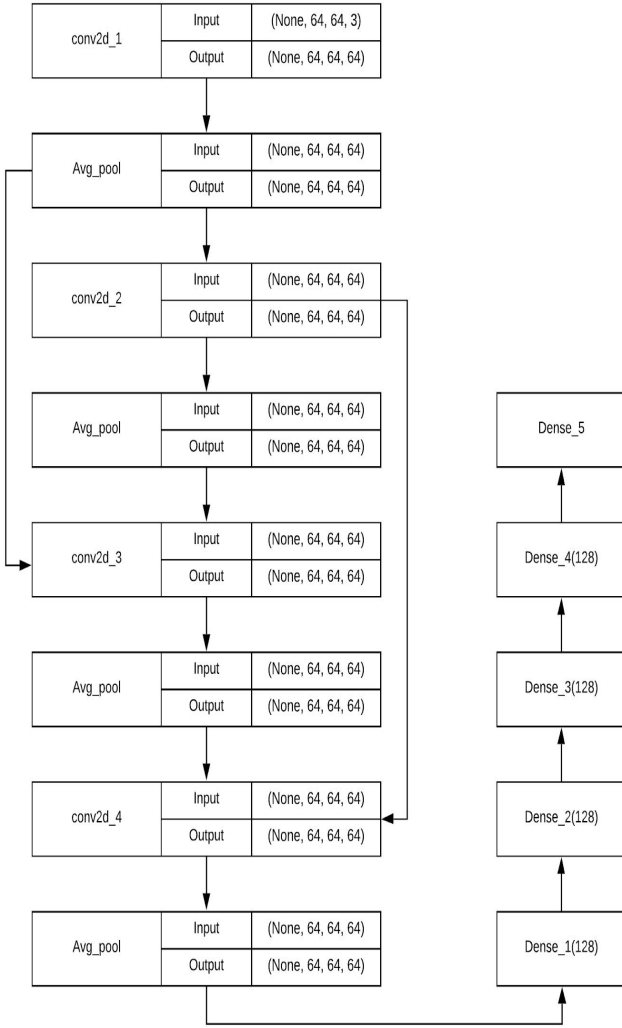 conv2d_1
Input
(None, 64, 64, 3)
Output
(None, 64, 64, 64)
Avg_pool
Input
(None, 64, 64, 64)
Output
(None, 64, 64, 64)
conv2d_2
Input
(None, 64, 64, 64)
Output
(None, 64, 64, 64)
Avg_pool
Input
(None, 64, 64, 64)
Output
(None, 64, 64, 64)
conv2d_3
Input
(None, 64, 64, 64)
Output
(None, 64, 64, 64)
Avg_pool
Input
(None, 64, 64, 64)
Output
(None, 64, 64, 64)
conv2d_4
Input
(None, 64, 64, 64)
Output
(None, 64, 64, 64)
Avg_pool
Input
(None, 64, 64, 64)
Output
(None, 64, 64, 64)
Dense_5
Dense_4(128)
Dense_3(128)
Dense_2(128)
Dense_1(128)